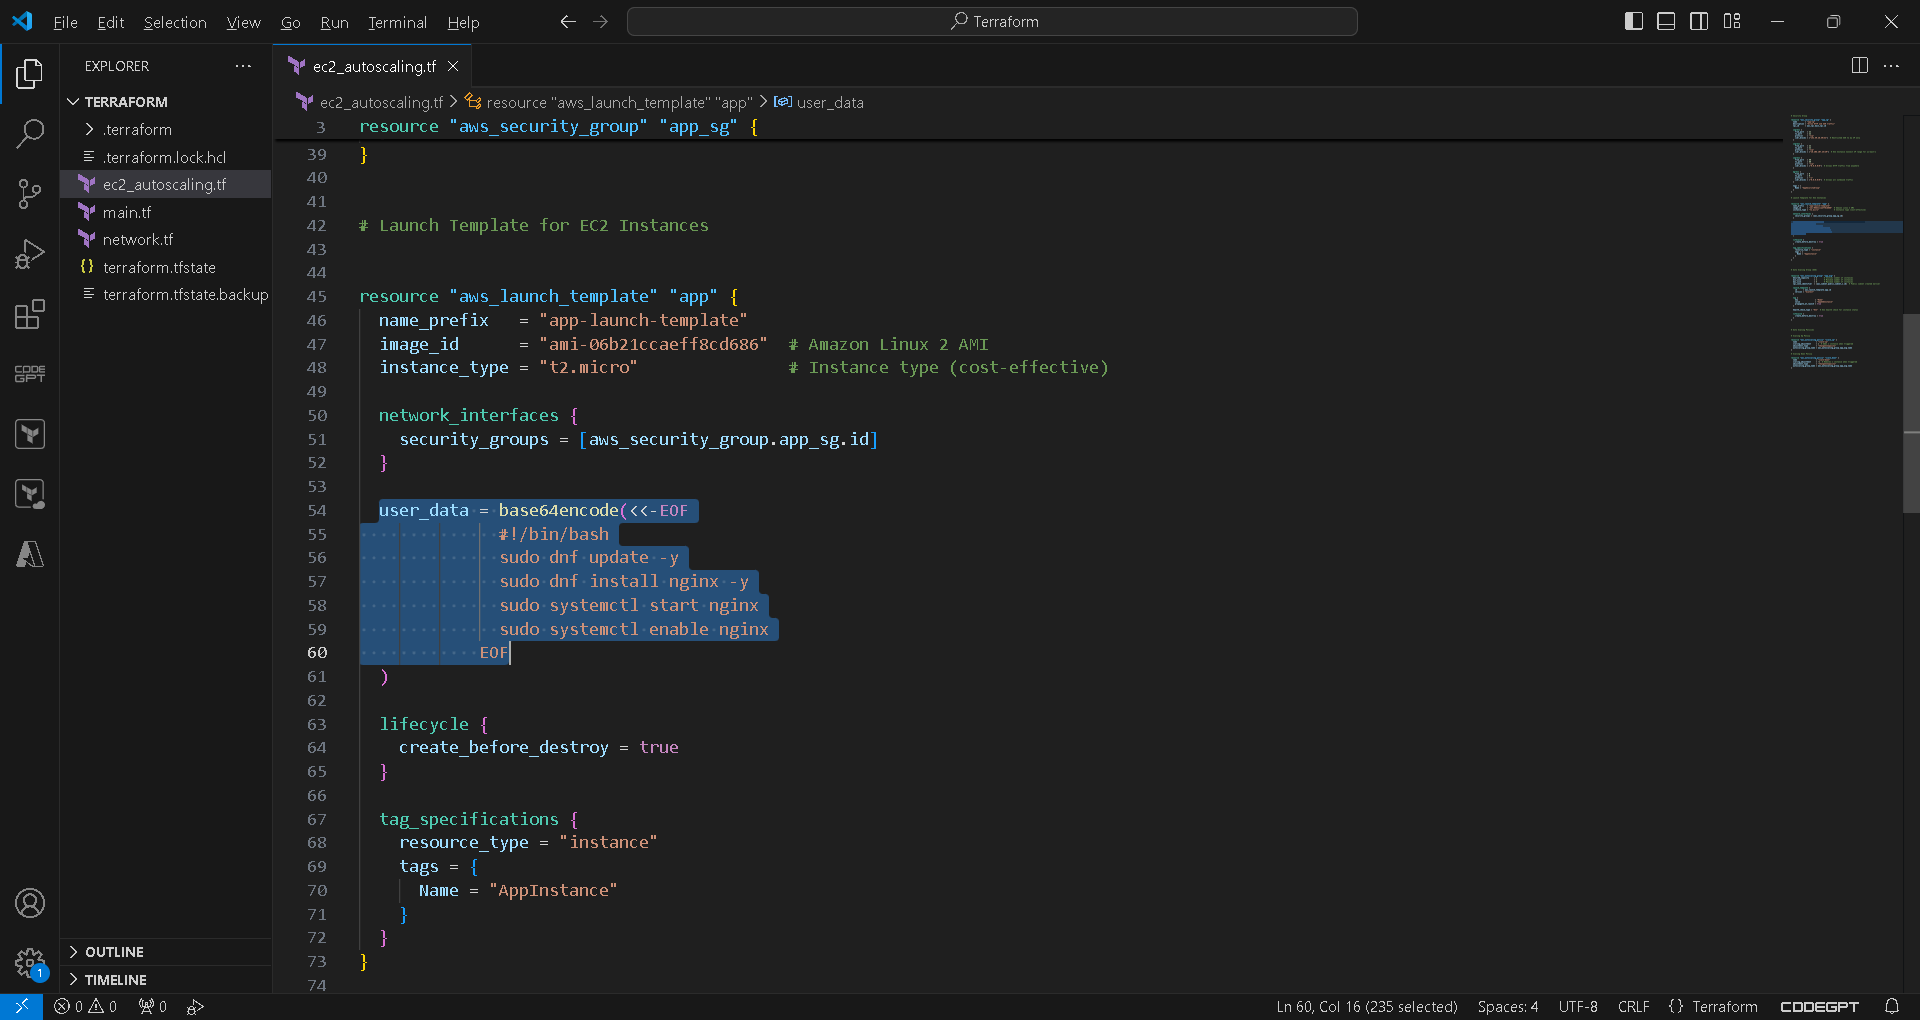 File Edit Selection View Go Run Terminal Help Terraform
EXPLORER
TERRAFORM
.terraform
.terraform.lock.hcl
ec2_autoscaling.tf
main.tf
network.tf
terraform.tfstate
terraform.tfstate.backup
OUTLINE
TIMELINE
CODE
GPT
1
ec2_autoscaling.tf
ec2_autoscaling.tf > resource "aws_launch_template" "app" > user_data
3 resource "aws_security_group" "app_sg" {
39 }
40
41
42 # Launch Template for EC2 Instances
43
44
45 resource "aws_launch_template" "app" {
46 name_prefix = "app-launch-template"
47 image_id = "ami-06b21ccaeff8cd686" # Amazon Linux 2 AMI
48 instance_type = "t2.micro" # Instance type (cost-effective)
49
50 network_interfaces {
51 security_groups = [aws_security_group.app_sg.id]
52 }
53
54 user_data = base64encode(<<-EOF
55 #!/bin/bash
56 sudo dnf update -y
57 sudo dnf install nginx -y
58 sudo systemctl start nginx
59 sudo systemctl enable nginx
60 EOF
61 )
62
63 lifecycle {
64 create_before_destroy = true
65 }
66
67 tag_specifications {
68 resource_type = "instance"
69 tags = {
70 Name = "AppInstance"
71 }
72 }
73 }
74
0 0 0 Ln 60, Col 16 (235 selected) Spaces: 4 UTF-8 CRLF {} Terraform CODEGPT